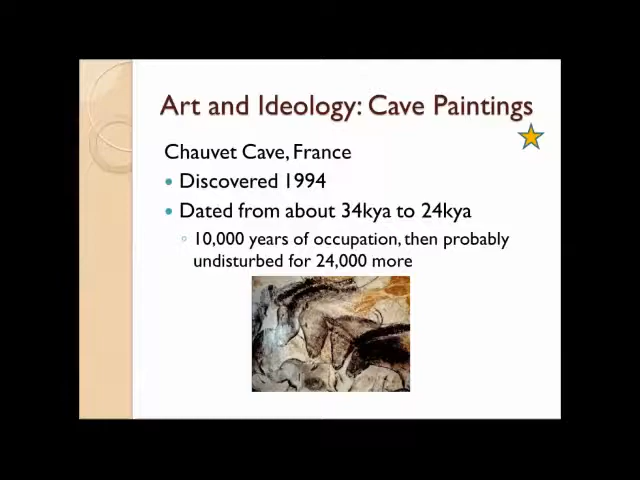 Art and Ideology: Cave Paintings
Chauvet Cave, France
Discovered 1994
Dated from about 34kya to 24kya
10,000 years of occupation, then probably
undisturbed for 24,000 more